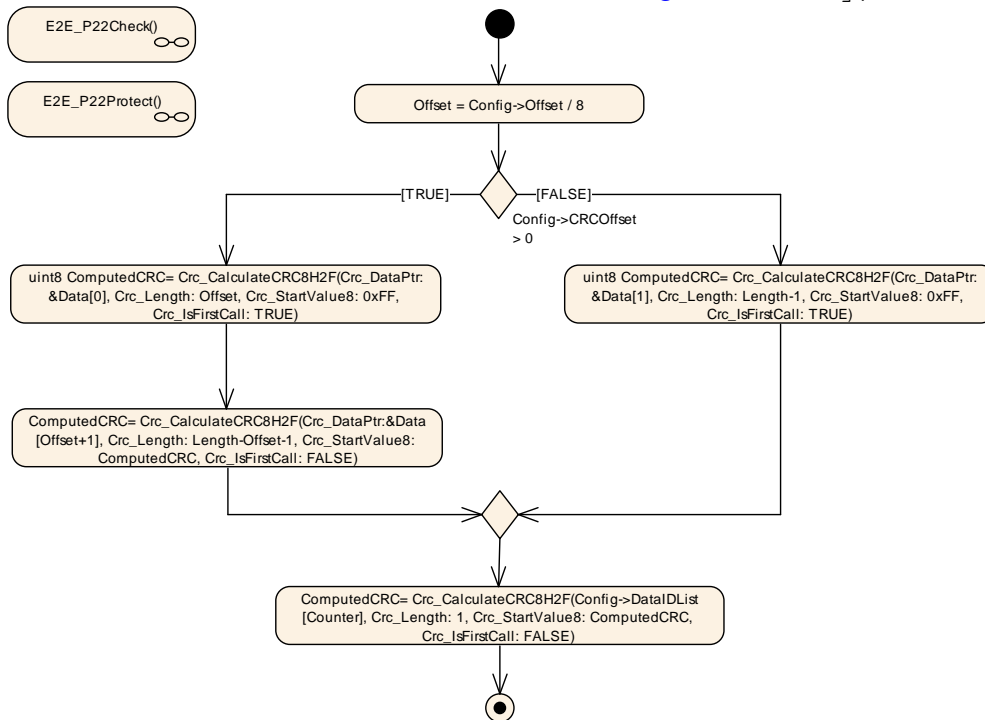 E2E_P22Check()
E2E_P22Protect()
Offset = Config->Offset / 8
[TRUE]
[FALSE]
Config->CRCOffset
> 0
uint8 ComputedCRC= Crc_CalculateCRC8H2F(Crc_DataPtr:
&Data[0], Crc_Length: Offset, Crc_StartValue8: 0xFF,
Crc_IsFirstCall: TRUE)
uint8 ComputedCRC= Crc_CalculateCRC8H2F(Crc_DataPtr:
&Data[1], Crc_Length: Length-1, Crc_StartValue8: 0xFF,
Crc_IsFirstCall: TRUE)
ComputedCRC= Crc_CalculateCRC8H2F(Crc_DataPtr:&Data
[Offset+1], Crc_Length: Length-Offset-1, Crc_StartValue8:
ComputedCRC, Crc_IsFirstCall: FALSE)
ComputedCRC= Crc_CalculateCRC8H2F(Config->DataIDList
[Counter], Crc_Length: 1, Crc_StartValue8: ComputedCRC,
Crc_IsFirstCall: FALSE)